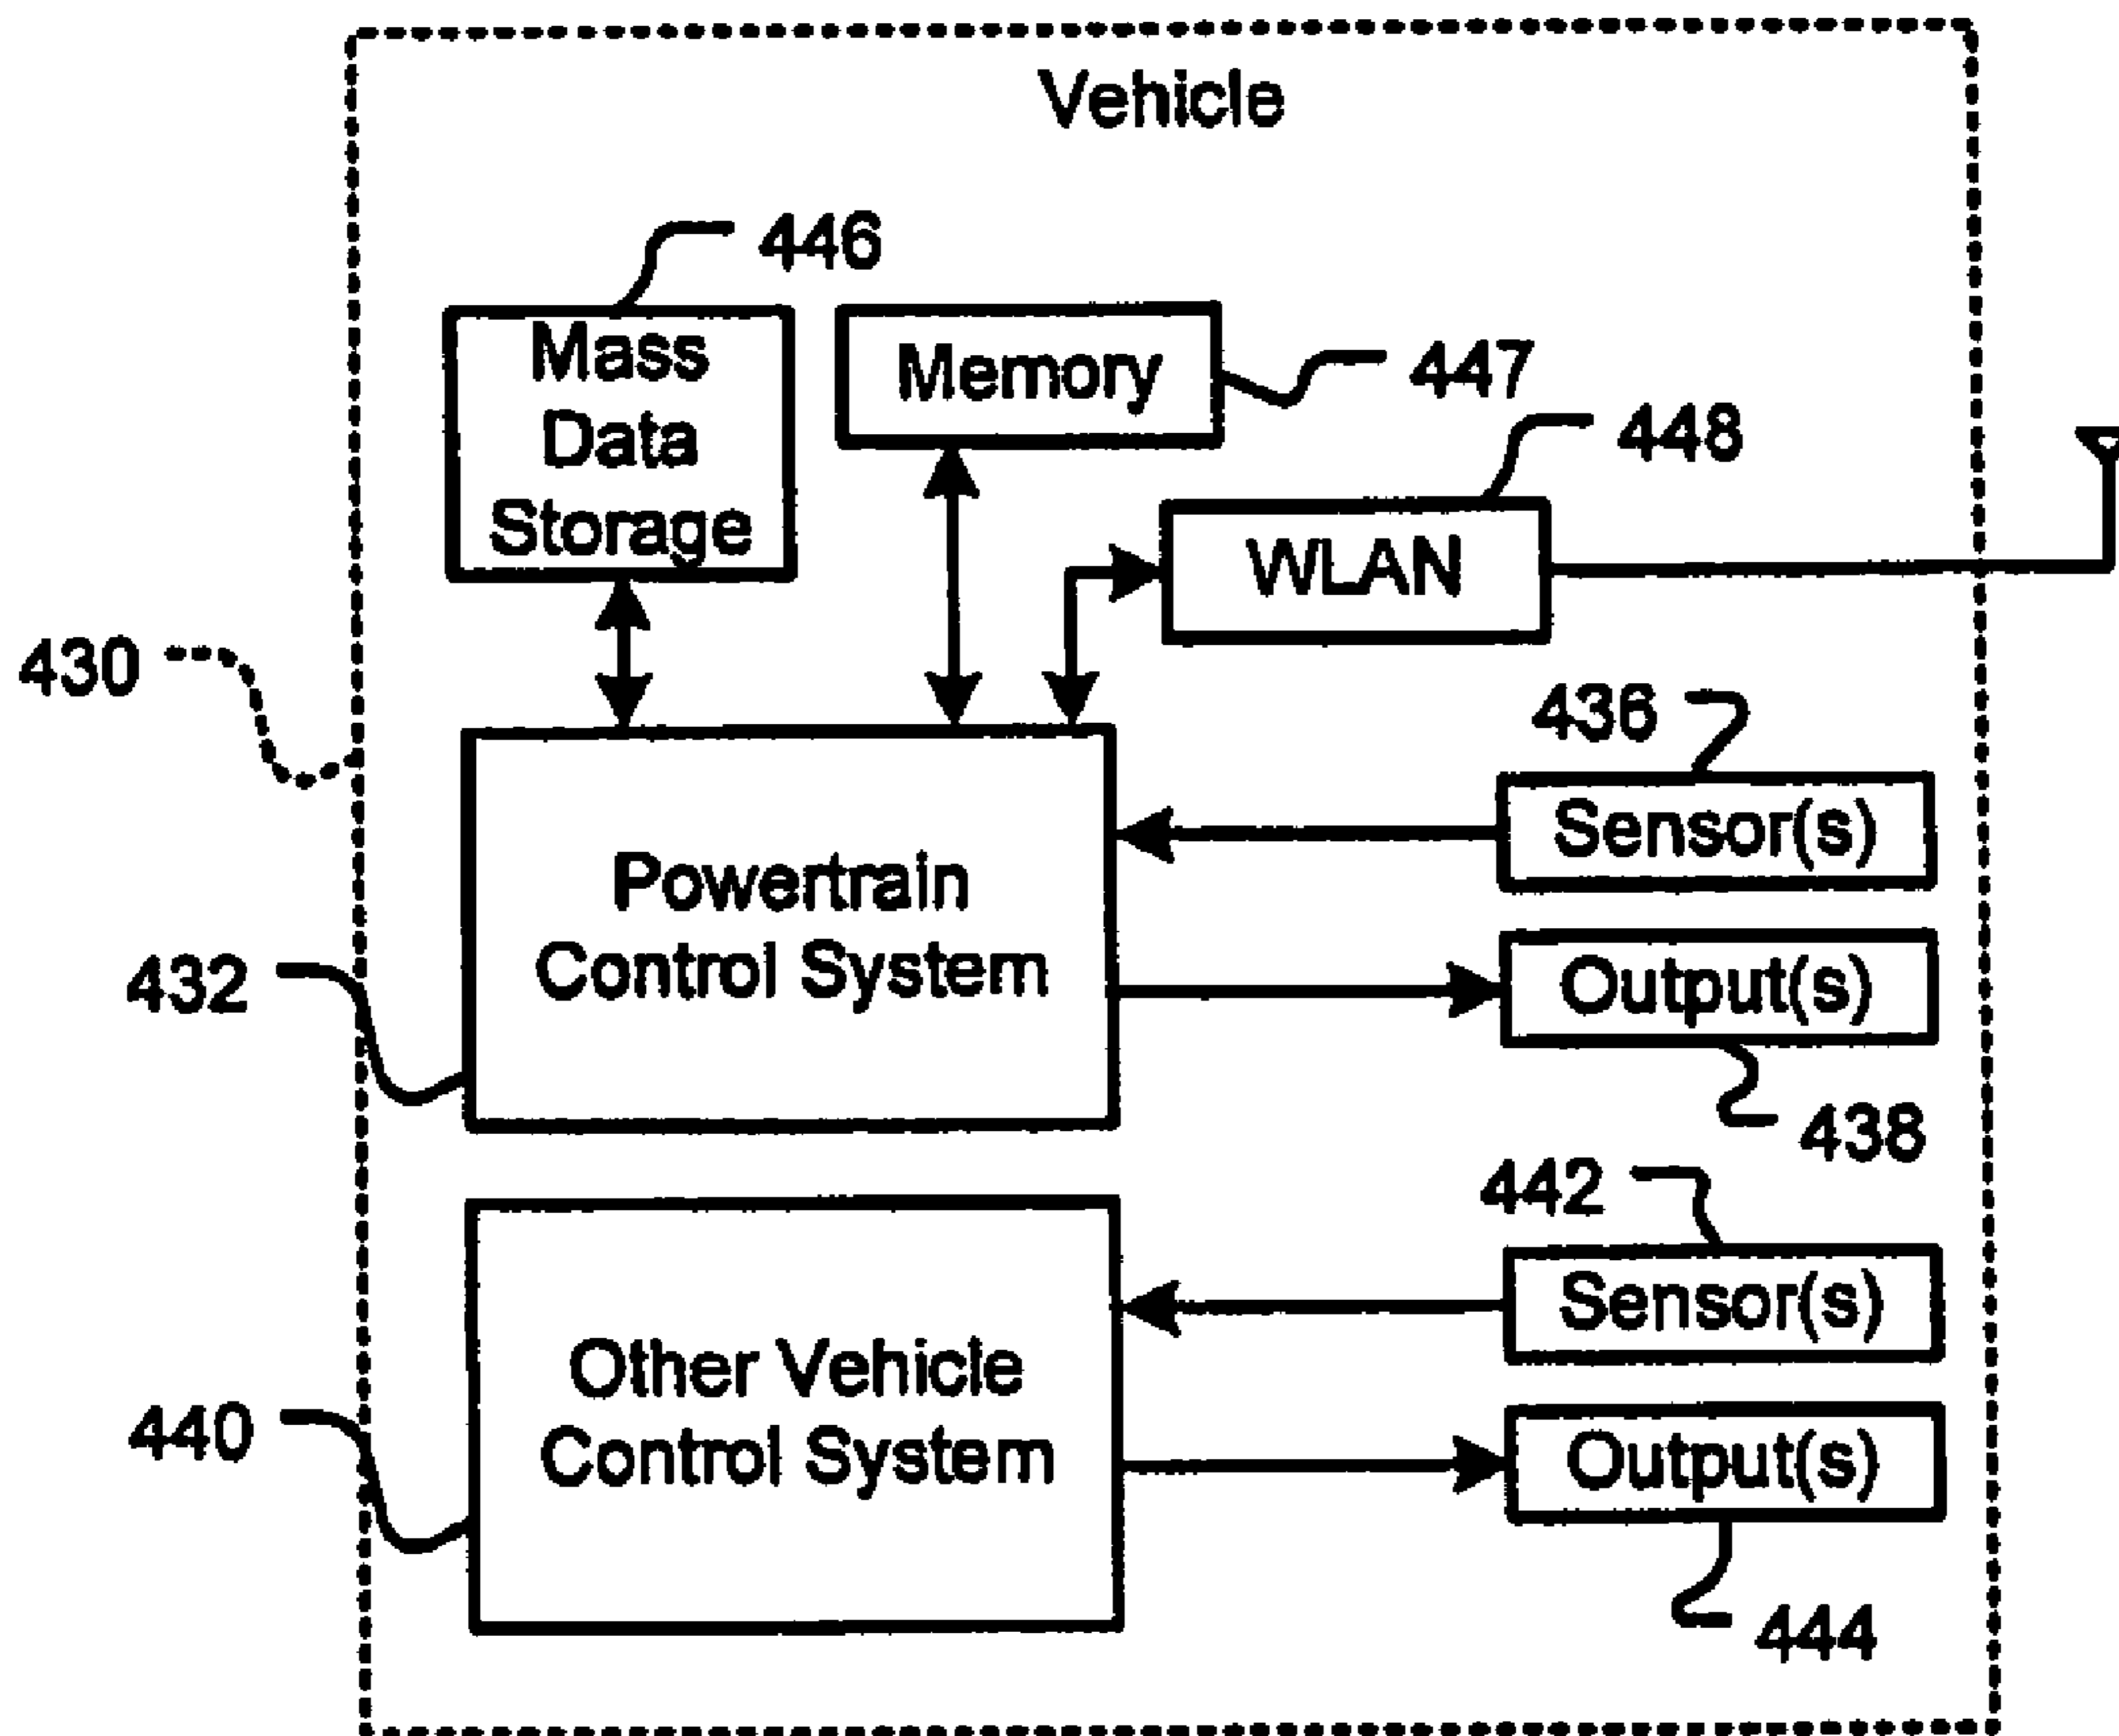 Vehicle
446
Mass
Data
Storage
Memory
447
448
WLAN
430
436
Sensor(s)
Powertrain
Control System
432
Output(s)
438
442
Sensor(s)
Other Vehicle
Control System
440
Output(s)
444